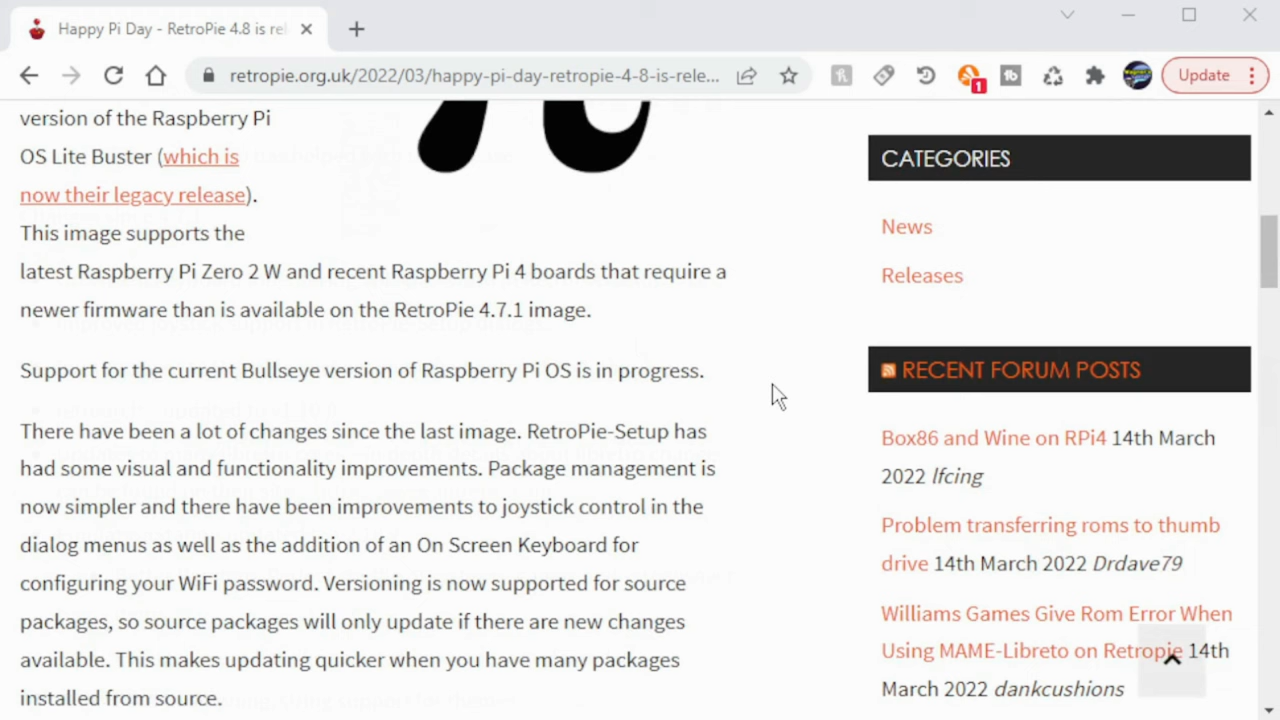 Happy Pi Day - RetroPie 4.8 is rel
retropie.org.uk/2022/03/happy-pi-day-retropie-4-8-is-rele...
1
Update
version of the Raspberry Pi
OS Lite Buster (which is
now their legacy release).
This image supports the
latest Raspberry Pi Zero 2 W and recent Raspberry Pi 4 boards that require a
newer firmware than is available on the RetroPie 4.7.1 image.
Support for the current Bullseye version of Raspberry Pi OS is in progress.
There have been a lot of changes since the last image. RetroPie-Setup has
had some visual and functionality improvements. Package management is
now simpler and there have been improvements to joystick control in the
dialog menus as well as the addition of an On Screen Keyboard for
configuring your WiFi password. Versioning is now supported for source
packages, so source packages will only update if there are new changes
available. This makes updating quicker when you have many packages
installed from source.
CATEGORIES
News
Releases
RECENT FORUM POSTS
Box86 and Wine on RPi4 14th March
2022 lfcing
Problem transferring roms to thumb
drive 14th March 2022 Drdave79
Williams Games Give Rom Error When
Using MAME-Libreto on Retropie 14th
March 2022 dankcushions